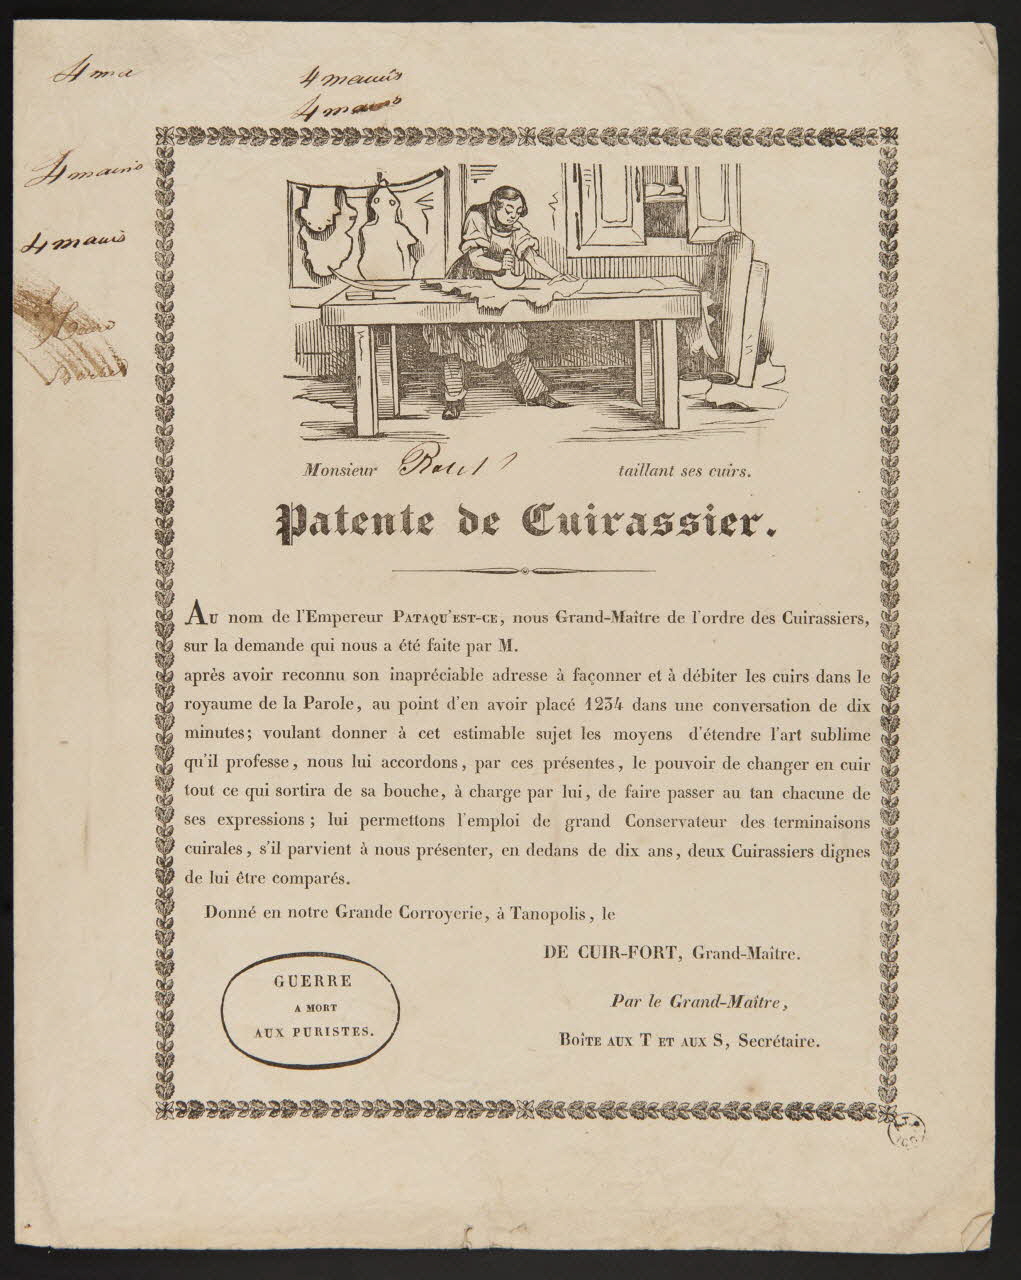 4 ma
4 mauis
4 mauis
4 mauis
4 mauis
Monsieur taillant ses cuirs.
Patente de Cuirassier.
AU nom de l'Empereur PATAQU'EST-CE, nous Grand-Maître de l'ordre des Cuirassiers,
sur la demande qui nous a été faite par M.
après avoir reconnu son inapréciable adresse à façonner et à débiter les cuirs dans le
royaume de la Parole, au point d'en avoir placé 1234 dans une conversation de dix
minutes; voulant donner à cet estimable sujet les moyens d'étendre l'art sublime
qu'il professe, nous lui accordons, par ces présentes, le pouvoir de changer en cuir
tout ce qui sortira de sa bouche, à charge par lui, de faire passer au tan chacune de
ses expressions; lui permettons l'emploi de grand Conservateur des terminaisons
cuirales, s'il parvient à nous présenter, en dedans de dix ans, deux Cuirassiers dignes
de lui être comparés.
Donné en notre Grande Corroyerie, à Tanopolis, le
DE CUIR-FORT, Grand-Maître.
Par le Grand-Maître,
BOÎTE AUX T ET AUX S, Secrétaire.
GUERRE
A MORT
AUX PURISTES.